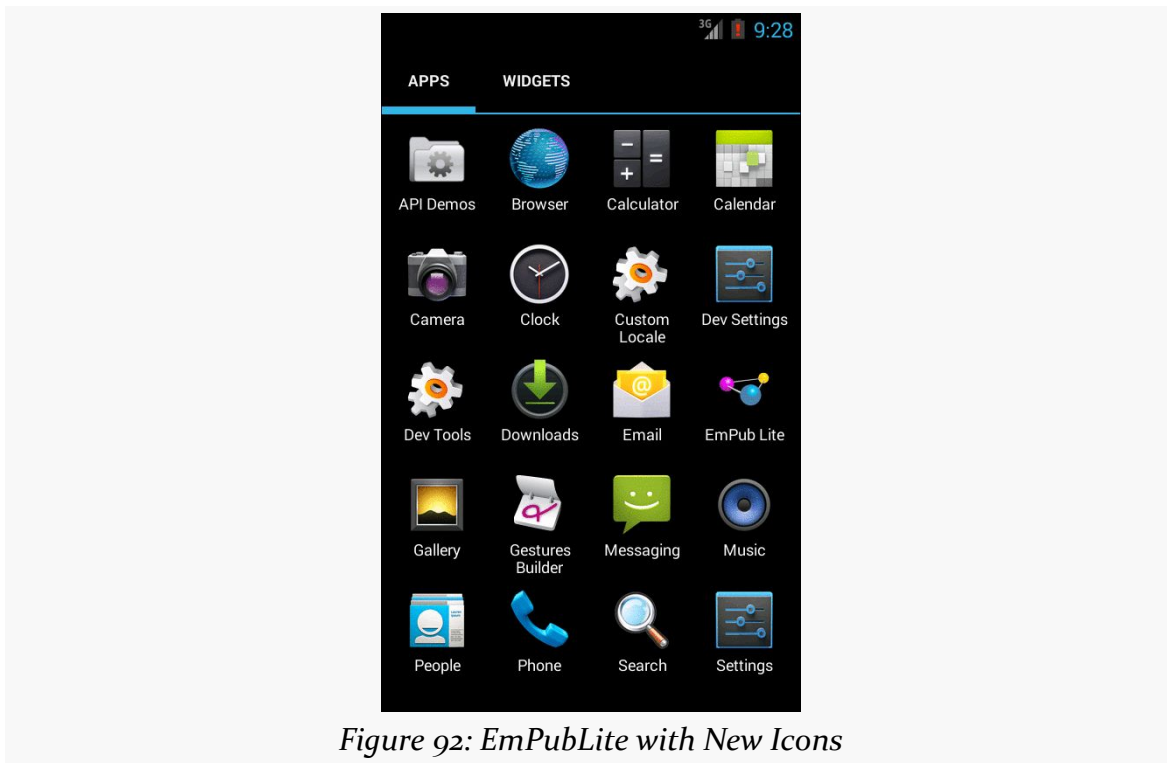 3G 9:28
APPS WIDGETS
API Demos Browser Calculator Calendar
Camera Clock Custom Locale Dev Settings
Dev Tools Downloads Email EmPub Lite
Gallery Gestures Builder Messaging Music
People Phone Search Settings
Figure 92: EmPubLite with New Icons